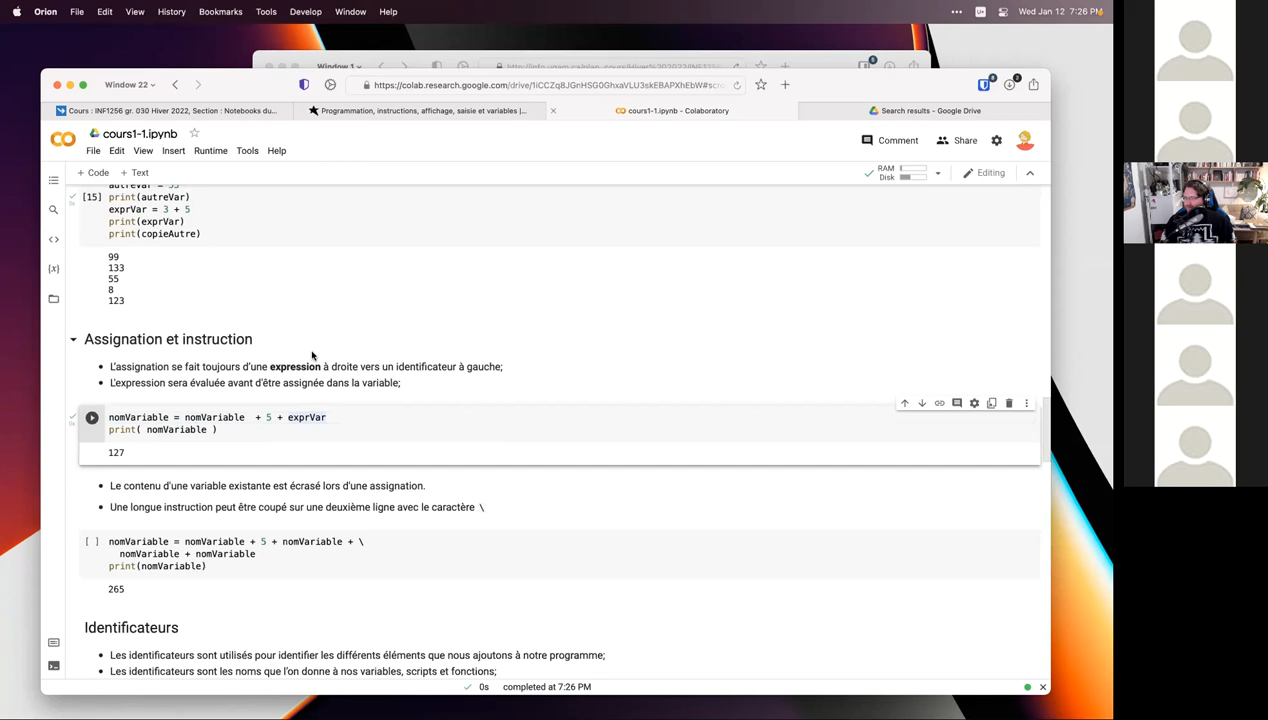 Orion File Edit View History Bookmarks Tools Develop Window Help
Wed Jan 12 7:26 PM
Window 1
Window 22
https://colab.research.google.com/drive/1iCCZq8JGnHSG0GhxaVLU3skEBAPXhEbW#scro
Cours : INF1256 gr. 030 Hiver 2022, Section : Notebooks du...
Programmation, instructions, affichage, saisie et variables |...
cours1-1.ipynb - Colaboratory
Search results - Google Drive
cours1-1.ipynb
Comment
Share
File Edit View Insert Runtime Tools Help
+ Code + Text
RAM
Disk
Editing
autreVar = 55
[15] print(autreVar)
exprVar = 3 + 5
print(exprVar)
print(copieAutre)
99
133
55
8
123
Assignation et instruction
L'assignation se fait toujours d'une expression à droite vers un identificateur à gauche;
L'expression sera évaluée avant d'être assignée dans la variable;
nomVariable = nomVariable + 5 + exprVar
print( nomVariable )
127
Le contenu d'une variable existante est écrasé lors d'une assignation.
Une longue instruction peut être coupé sur une deuxième ligne avec le caractère \
[ ] nomVariable = nomVariable + 5 + nomVariable + \
nomVariable + nomVariable
print(nomVariable)
265
Identificateurs
Les identificateurs sont utilisés pour identifier les différents éléments que nous ajoutons à notre programme;
Les identificateurs sont les noms que l'on donne à nos variables, scripts et fonctions;
0s completed at 7:26 PM